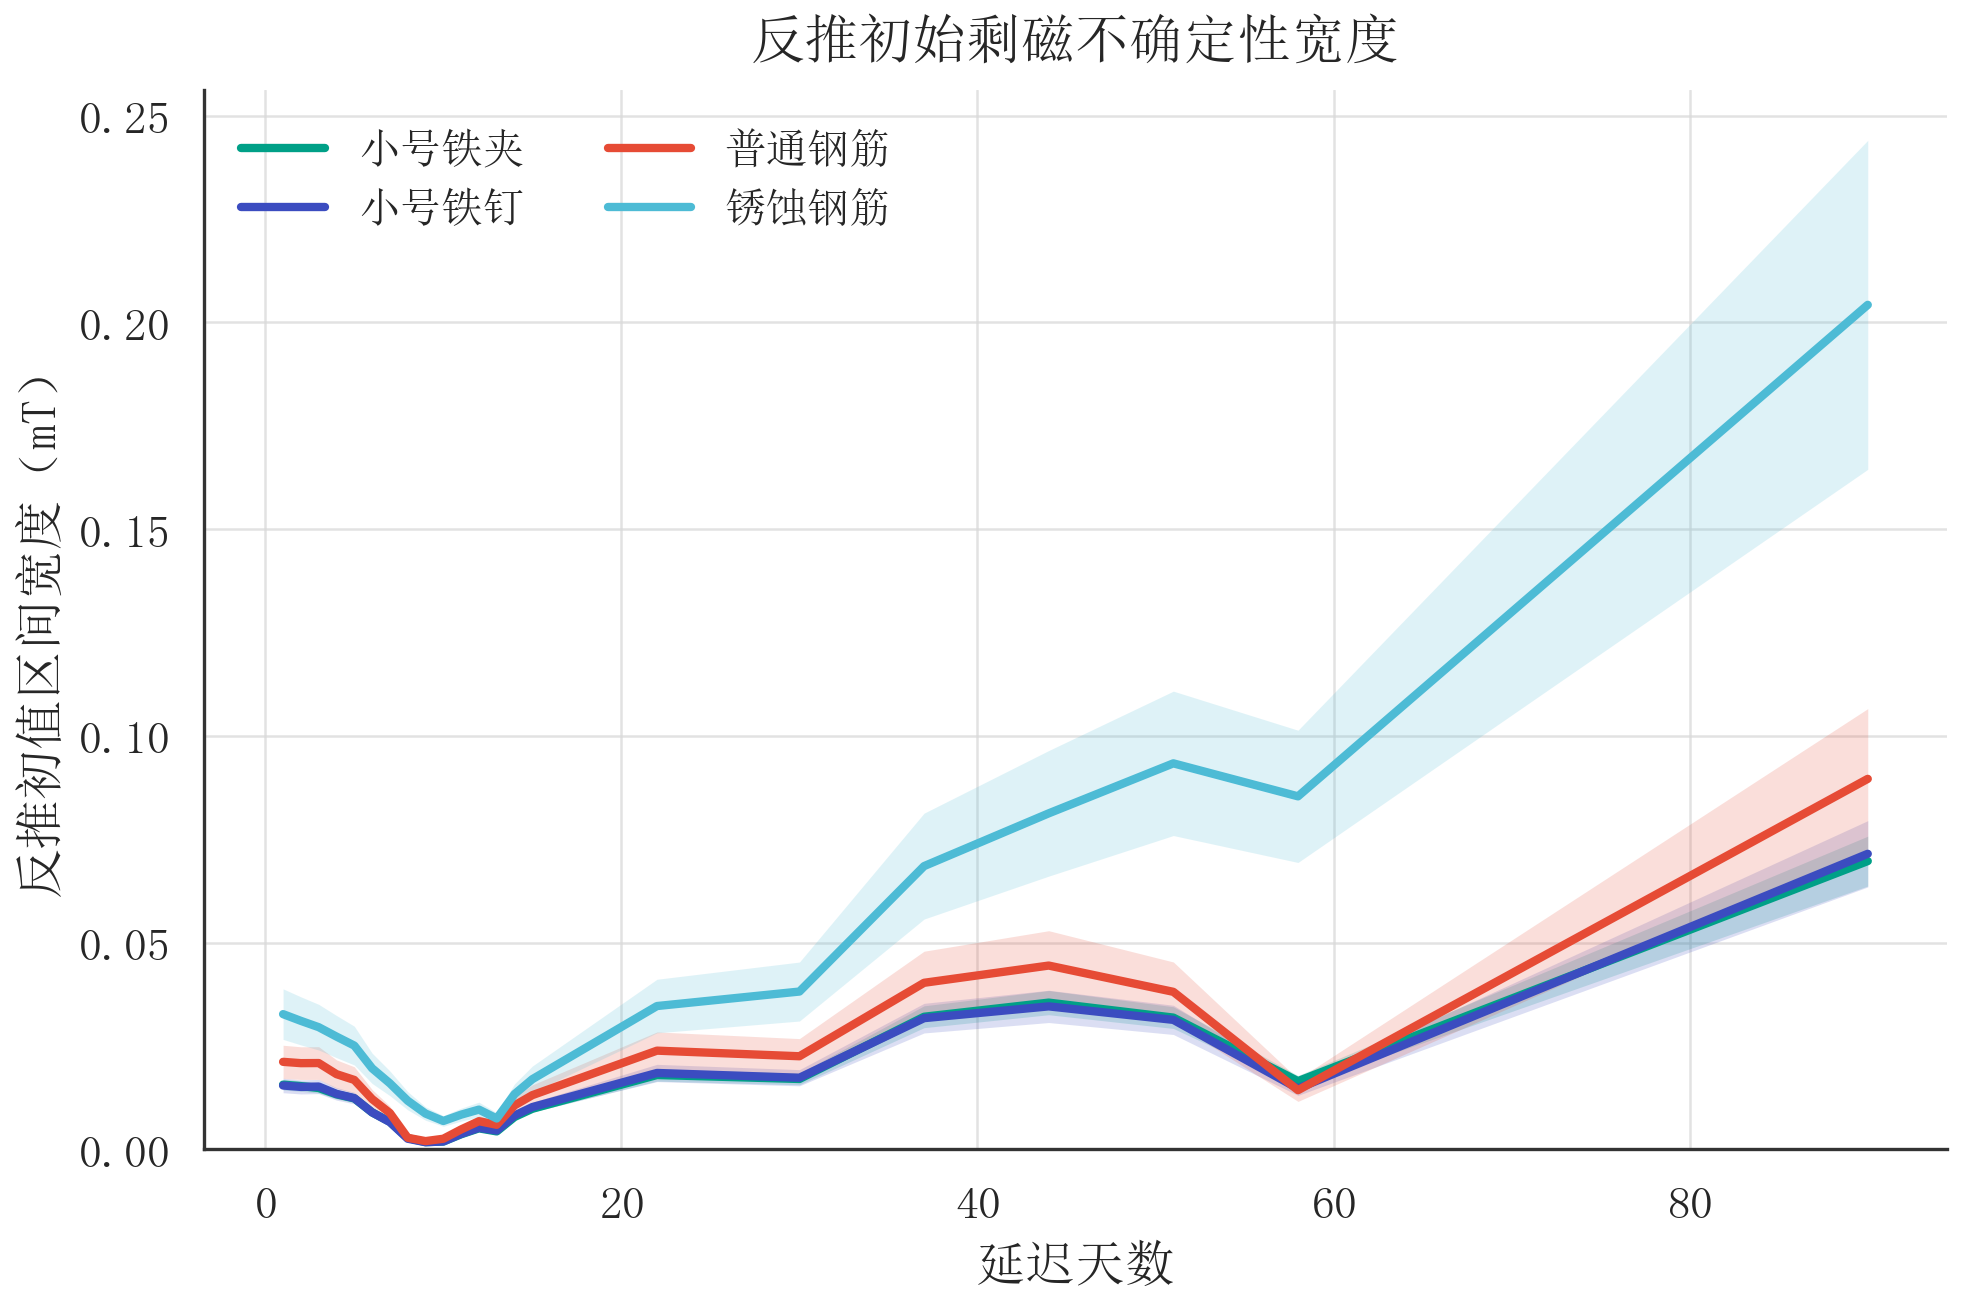 反推初始剩磁不确定性宽度
小号铁夹
小号铁钉
普通钢筋
锈蚀钢筋
反推初值区间宽度（mT）
0.25
0.20
0.15
0.10
0.05
0.00
0 20 40 60 80
延迟天数